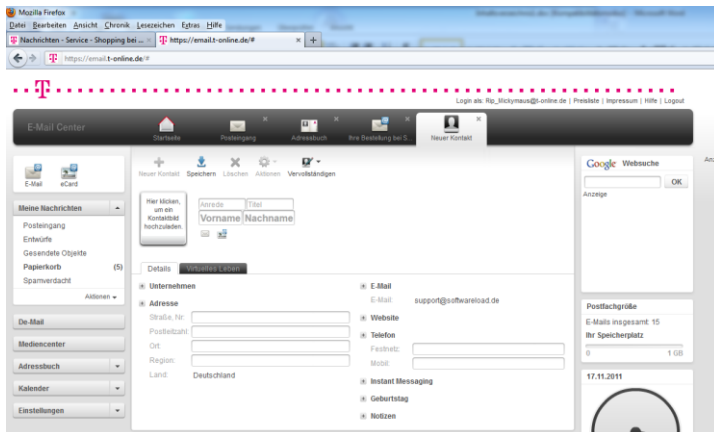 Mozilla Firefox
Datei Bearbeiten Ansicht Chronik Lesezeichen Extras Hilfe
Nachrichten - Service - Shopping bei ... × https://email.t-online.de/# × +
https://email.t-online.de/#
T
Login als: Rip_Mickymaus@t-online.de | Preisliste | Impressum | Hilfe | Logout
E-Mail Center
Startseite Posteingang Adressbuch Ihre Bestellung bei S... Neuer Kontakt
E-Mail eCard
Neuer Kontakt Speichern Löschen Aktionen Vervollständigen
Google Websuche
OK
Anzeige
Hier klicken,
um ein
Kontaktbild
hochzuladen.
Anrede Titel
Vorname Nachname
Meine Nachrichten
Posteingang
Entwürfe
Gesendete Objekte
Papierkorb (5)
Spamverdacht
Aktionen
De-Mail
Mediencenter
Adressbuch
Kalender
Einstellungen
Details Virtuelles Leben
Unternehmen
Adresse
Straße, Nr:
Postleitzahl:
Ort:
Region:
Land: Deutschland
E-Mail
E-Mail: support@softwareload.de
Website
Telefon
Festnetz:
Mobil:
Instant Messaging
Geburtstag
Notizen
Postfachgröße
E-Mails insgesamt: 15
Ihr Speicherplatz
0 1 GB
17.11.2011